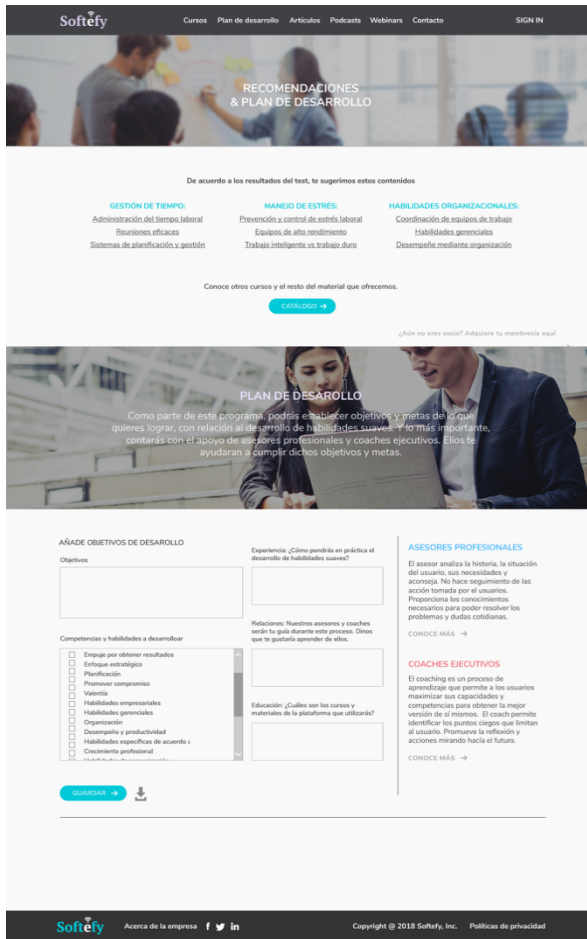 Softefy
Cursos Plan de desarrollo Artículos Podcasts Webinars Contacto SIGN IN
RECOMENDACIONES
& PLAN DE DESARROLLO
De acuerdo a los resultados del test, te sugerimos estos contenidos
GESTIÓN DE TIEMPO:
Administración del tiempo laboral
Reuniones eficaces
Sistemas de planificación y gestión
MANEJO DE ESTRÉS:
Prevención y control de estrés laboral
Equipos de alto rendimiento
Trabajo inteligente vs trabajo duro
HABILIDADES ORGANIZACIONALES:
Coordinación de equipos de trabajo
Habilidades gerenciales
Desempeñe mediante organización
Conoce otros cursos y el resto del material que ofrecemos.
CATÁLOGO
¿Aún no eres socio? Adquiere tu membresía aquí
PLAN DE DESAROLLO
Como parte de este programa, podrás establecer objetivos y metas de lo que
quieres lograr, con relación al desarrollo de habilidades suaves. Y lo más importante,
contarás con el apoyo de asesores profesionales y coaches ejecutivos. Ellos te
ayudaran a cumplir dichos objetivos y metas.
AÑADE OBJETIVOS DE DESAROLLO
Objetivos
Competencias y habilidades a desarrolloar
Empuje por obtener resultados
Enfoque estratégico
Planificación
Promover compromiso
Valentía
Habilidades empresariales
Habilidades gerenciales
Organización
Desempeño y productividad
Habilidades específicas de acuerdo a
Crecimiento profesional
Habilidades de comunicación
GUARDAR
Experiencia: ¿Cómo pondrás en práctica el
desarrollo de habilidades suaves?
Relaciones: Nuestros asesores y coaches
serán tu guía durante este proceso. Dinos
que te gustaría aprender de ellos.
Educación: ¿Cuáles son los cursos y
materiales de la plataforma que utilizarás?
ASESORES PROFESIONALES
El asesor analiza la historia, la situación
del usuario, sus necesidades y
aconseja. No hace seguimiento de las
acción tomada por el usuarios.
Proporciona los conocimientos
necesarios para poder resolver los
problemas y dudas cotidianas.
CONOCE MÁS
COACHES EJECUTIVOS
El coaching es un proceso de
aprendizaje que permite a los usuarios
maximizar sus capacidades y
competencias para obtener la mejor
versión de sí mismos. El coach permite
identificar los puntos ciegos que limitan
al usuario. Promueve la reflexión y
acciones mirando hacía el futuro.
CONOCE MÁS
Softefy
Acerca de la empresa
Copyright @ 2018 Softefy, Inc. Políticas de privacidad